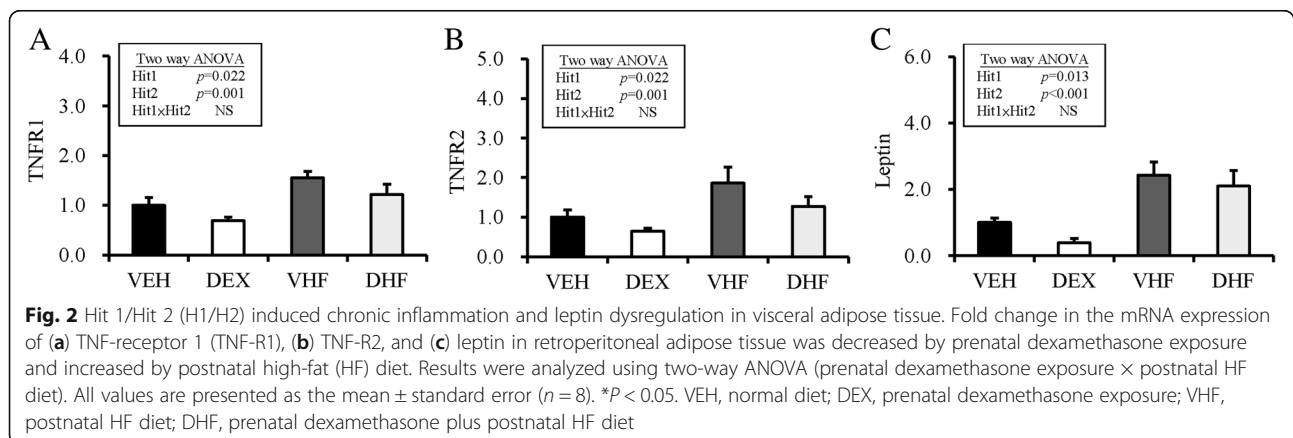 A
4.0
3.0
2.0
1.0
0.0
TNFR1
Two way ANOVA
Hit1 p=0.022
Hit2 p=0.001
Hit1xHit2 NS
VEH DEX VHF DHF
B
5.0
4.0
3.0
2.0
1.0
0.0
TNFR2
Two way ANOVA
Hit1 p=0.022
Hit2 p=0.001
Hit1xHit2 NS
VEH DEX VHF DHF
C
6.0
4.0
2.0
0.0
Leptin
Two way ANOVA
Hit1 p=0.013
Hit2 p<0.001
Hit1xHit2 NS
VEH DEX VHF DHF
Fig. 2 Hit 1/Hit 2 (H1/H2) induced chronic inflammation and leptin dysregulation in visceral adipose tissue. Fold change in the mRNA expression
of (a) TNF-receptor 1 (TNF-R1), (b) TNF-R2, and (c) leptin in retroperitoneal adipose tissue was decreased by prenatal dexamethasone exposure
and increased by postnatal high-fat (HF) diet. Results were analyzed using two-way ANOVA (prenatal dexamethasone exposure × postnatal HF
diet). All values are presented as the mean ± standard error (n = 8). *P < 0.05. VEH, normal diet; DEX, prenatal dexamethasone exposure; VHF,
postnatal HF diet; DHF, prenatal dexamethasone plus postnatal HF diet